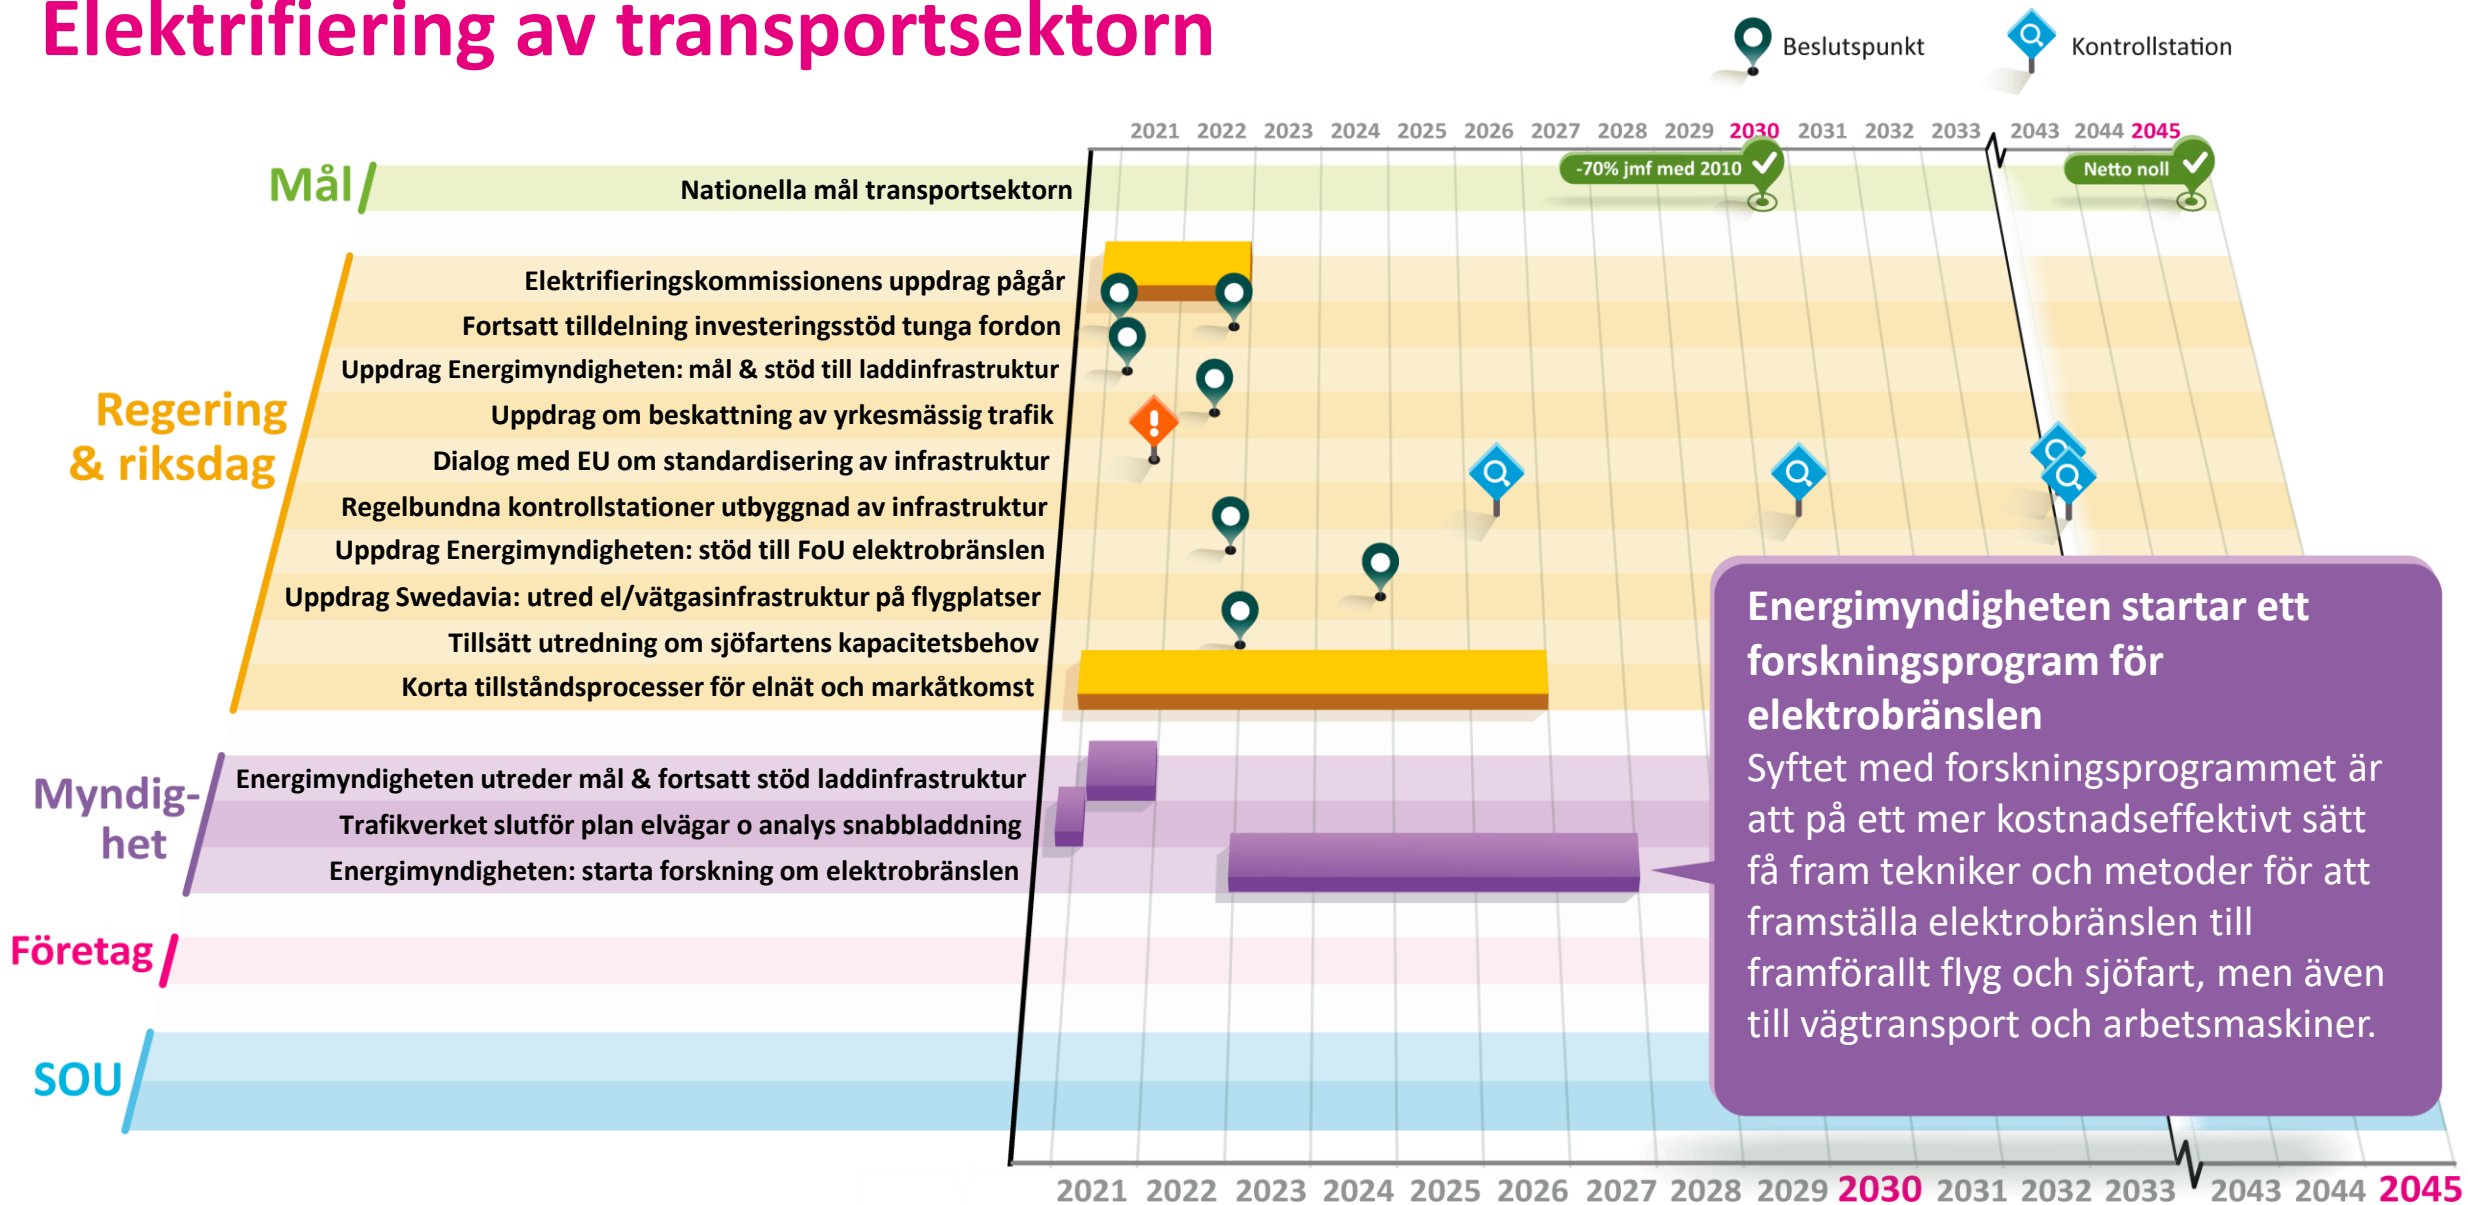 Elektrifiering av transportsektorn
Beslutspunkt
Kontrollstation
2021 2022 2023 2024 2025 2026 2027 2028 2029 2030 2031 2032 2033 2043 2044 2045
Mål
Nationella mål transportsektorn
-70% jmf med 2010
Netto noll
Regering
& riksdag
Elektrifieringskommissionens uppdrag pågår
Fortsatt tilldelning investeringsstöd tunga fordon
Uppdrag Energimyndigheten: mål & stöd till laddinfrastruktur
Uppdrag om beskattning av yrkesmässig trafik
Dialog med EU om standardisering av infrastruktur
Regelbundna kontrollstationer utbyggnad av infrastruktur
Uppdrag Energimyndigheten: stöd till FoU elektrobränslen
Uppdrag Swedavia: utred el/vätgasinfrastruktur på flygplatser
Tillsätt utredning om sjöfartens kapacitetsbehov
Korta tillståndsprocesser för elnät och markåtkomst
Myndig-
het
Energimyndigheten utreder mål & fortsatt stöd laddinfrastruktur
Trafikverket slutför plan elvägar o analys snabbladdning
Energimyndigheten: starta forskning om elektrobränslen
Energimyndigheten startar ett
forskningsprogram för
elektrobränslen
Syftet med forskningsprogrammet är
att på ett mer kostnadseffektivt sätt
få fram tekniker och metoder för att
framställa elektrobränslen till
framförallt flyg och sjöfart, men även
till vägtransport och arbetsmaskiner.
Företag
SOU
2021 2022 2023 2024 2025 2026 2027 2028 2029 2030 2031 2032 2033 2043 2044 2045